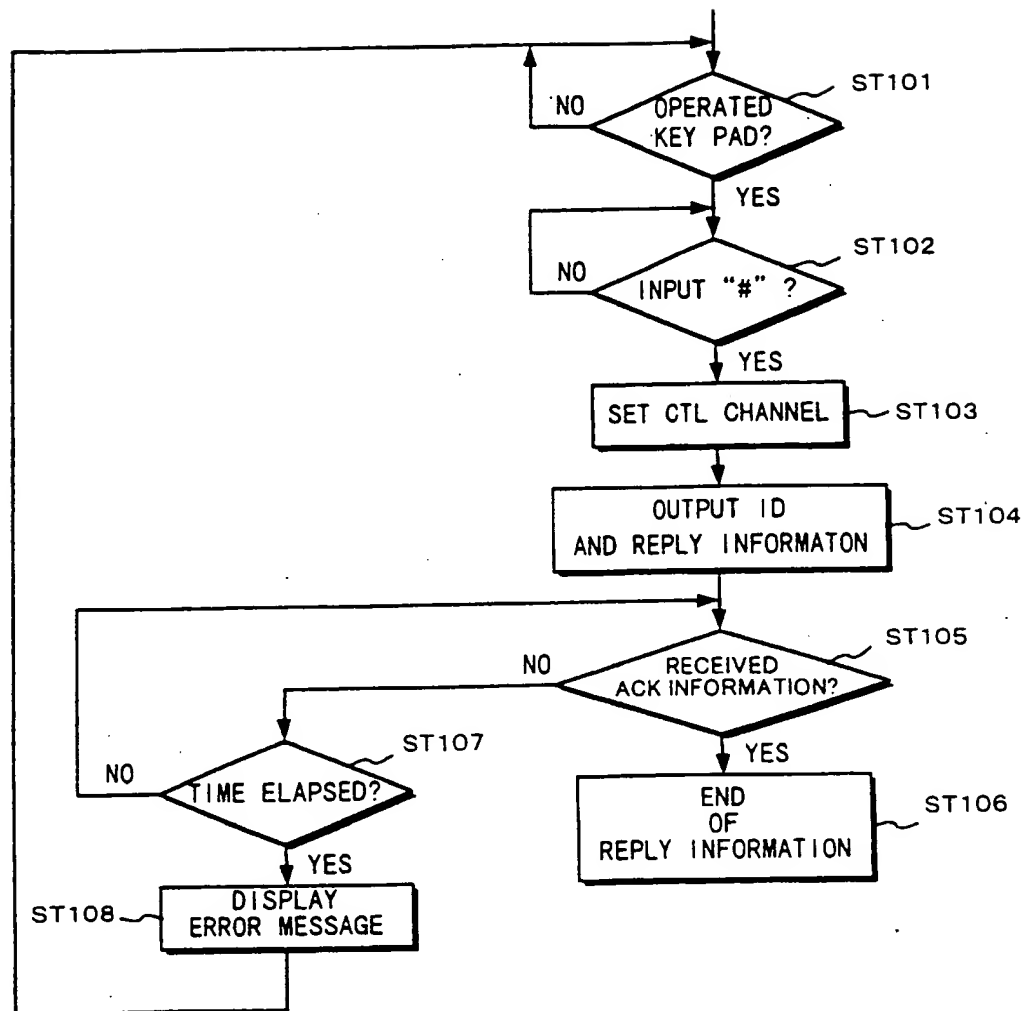 ST101
NO
OPERATED
KEY PAD?
YES
ST102
NO
INPUT "#" ?
YES
SET CTL CHANNEL
ST103
OUTPUT ID
AND REPLY INFORMATON
ST104
ST105
NO
RECEIVED
ACK INFORMATION?
YES
ST107
NO
TIME ELAPSED?
YES
END
OF
REPLY INFORMATION
ST106
ST108
DISPLAY
ERROR MESSAGE